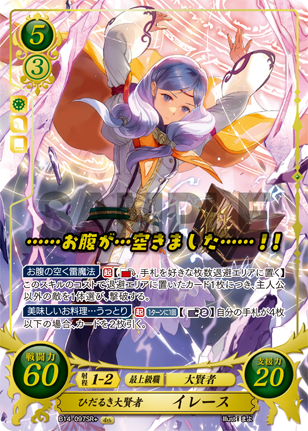 5
3
SAMPLE
……お腹が…空きました……!!
お腹の空く雷魔法 起 【手札を好きな枚数退避エリアに置く】
このスキルのコストで退避エリアに置いたカード1枚につき、主人公
以外の敵を1体選び、撃破する。
美味しいお料理…うっとり 起 1ターンに1回 【2】自分の手札が4枚
以下の場合、カードを2枚引く。
戦闘力
60
射程 1-2 最上級職 大賢者
ひだるき大賢者 イレース
支援力
20
B14-097SR+